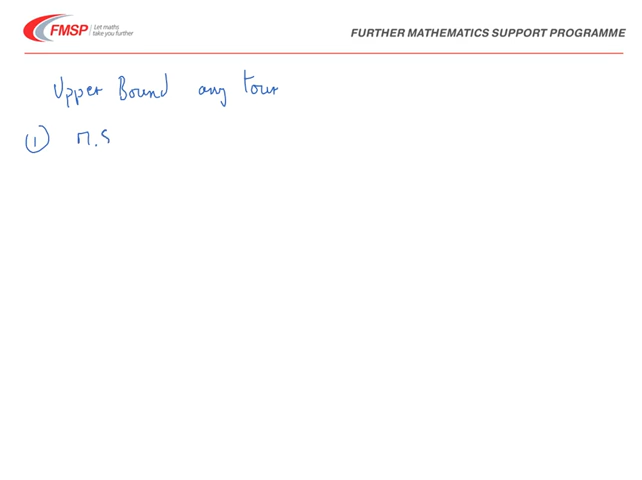 FMSP Let maths
take you further
FURTHER MATHEMATICS SUPPORT PROGRAMME
Upper Bound any tour
① M.S